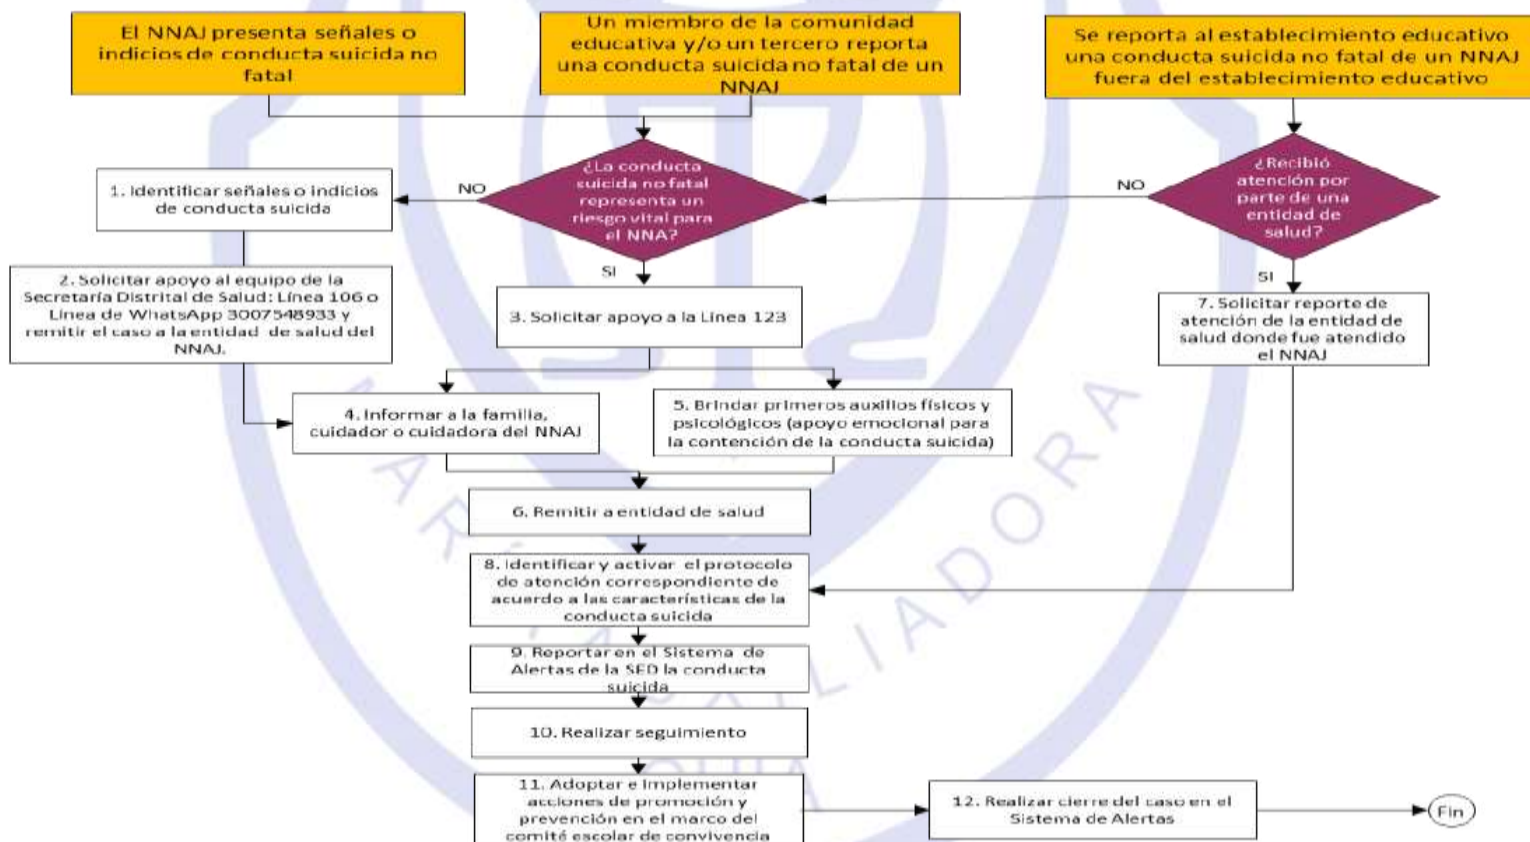 El NNAJ presenta señales o
indicios de conducta suicida no
fatal
Un miembro de la comunidad
educativa y/o un tercero reporta
una conducta suicida no fatal de un
NNAJ
Se reporta al establecimiento educativo
una conducta suicida no fatal de un NNAJ
fuera del establecimiento educativo
1. Identificar señales o indicios
de conducta suicida
NO
¿La conducta
suicida no fatal
representa un
riesgo vital para
el NNA?
NO
¿Recibió
atención por
parte de una
entidad de
salud?
SI
SI
2. Solicitar apoyo al equipo de la
Secretaría Distrital de Salud: Línea 106 o
Línea de WhatsApp 3007548933 y
remitir el caso a la entidad de salud del
NNAJ.
3. Solicitar apoyo a la Línea 123
7. Solicitar reporte de
atención de la entidad de
salud donde fue atendido
el NNAJ
4. Informar a la familia,
cuidador o cuidadora del NNAJ
5. Brindar primeros auxilios físicos y
psicológicos (apoyo emocional para
la contención de la conducta suicida)
6. Remitir a entidad de salud
8. Identificar y activar el protocolo
de atención correspondiente de
acuerdo a las características de la
conducta suicida
9. Reportar en el Sistema de
Alertas de la SED la conducta
suicida
10. Realizar seguimiento
11. Adoptar e Implementar
acciones de promoción y
prevención en el marco del
comité escolar de convivencia
12. Realizar cierre del caso en el
Sistema de Alertas
Fin